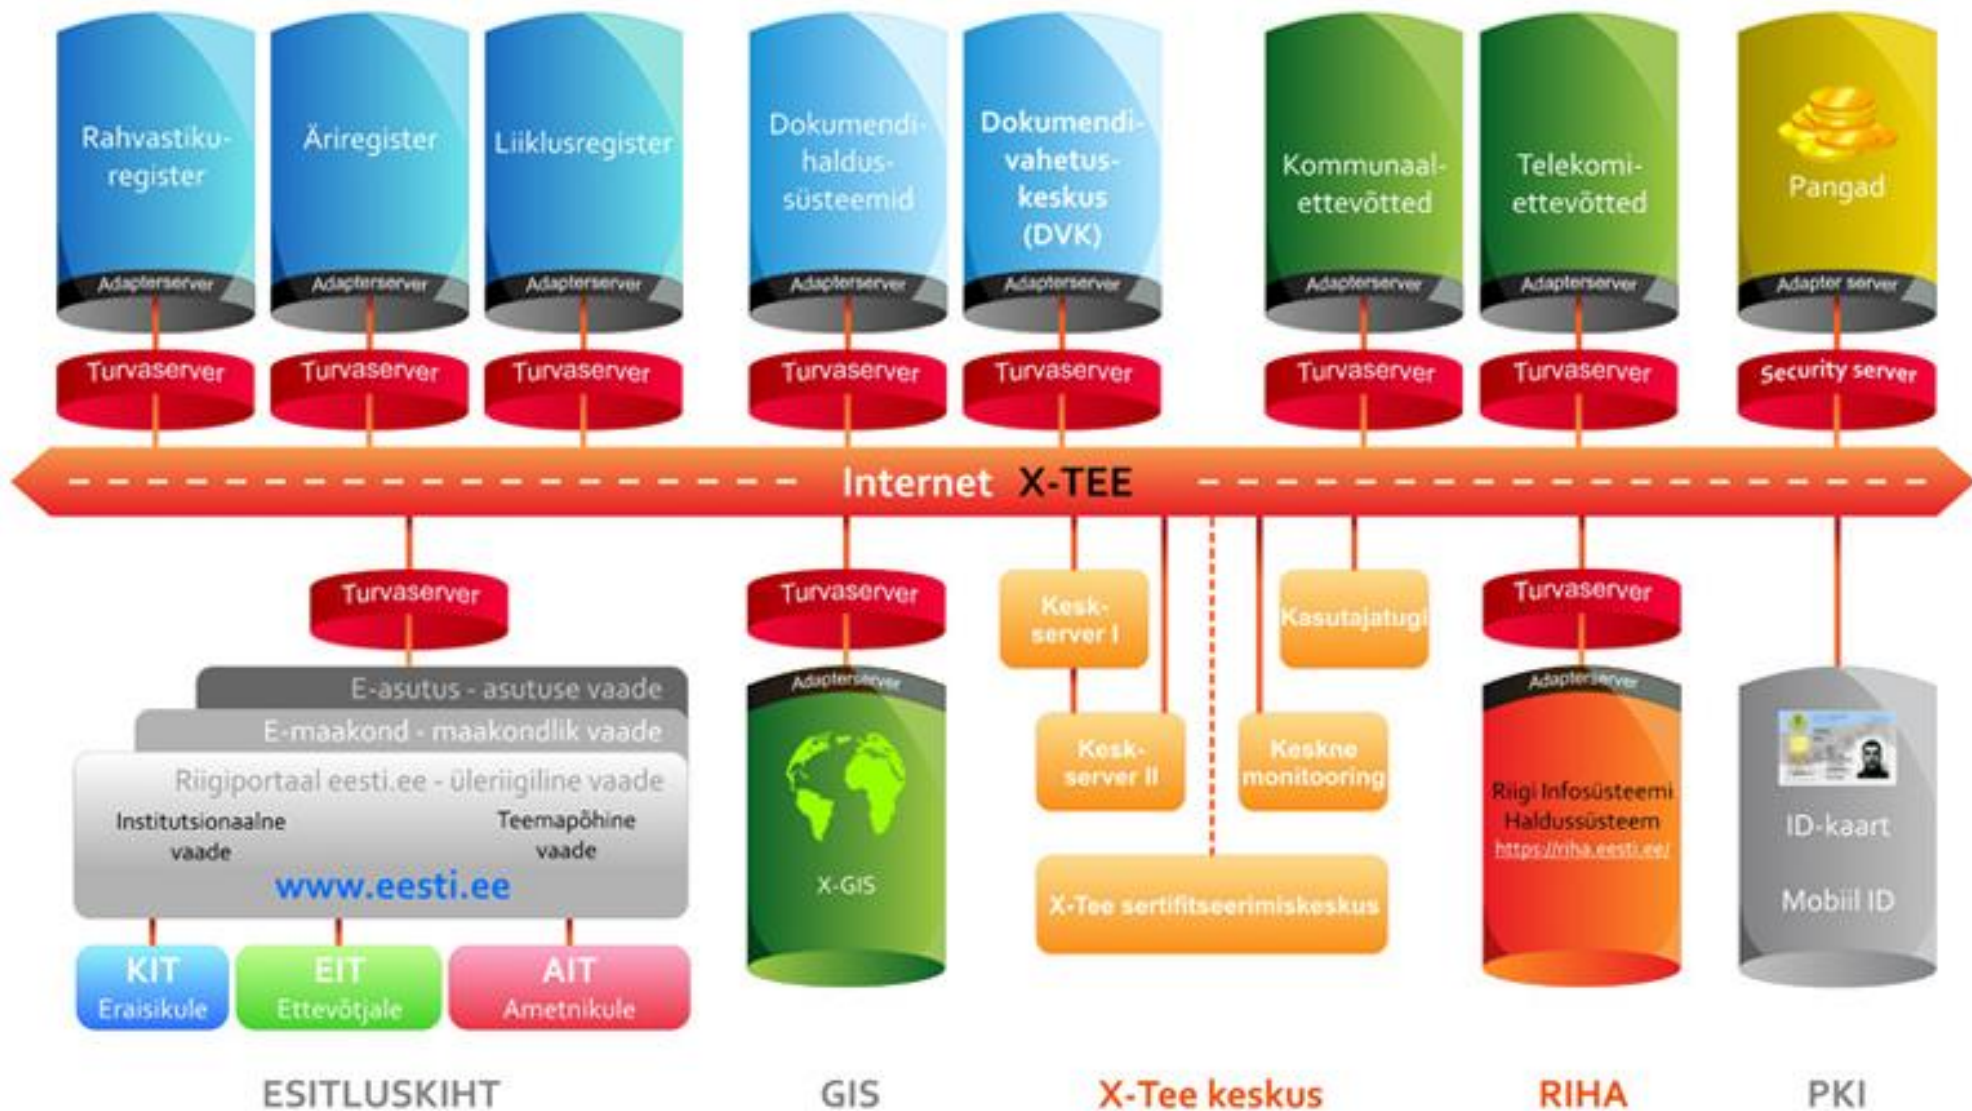 Rahvastiku-
register
Äriregister
Liiklusregister
Dokumendi-
haldus-
süsteemid
Dokumendi-
vahetus-
keskus
(DVK)
Kommunaal-
ettevõtted
Telekomi-
ettevõtted
Pangad
Adapterserver
Adapterserver
Adapterserver
Adapterserver
Adapterserver
Adapterserver
Adapterserver
Adapter server
Turvaserver
Turvaserver
Turvaserver
Turvaserver
Turvaserver
Turvaserver
Turvaserver
Security server
Internet X-TEE
Turvaserver
E-asutus - asutuse vaade
E-maakond - maakondlik vaade
Riigiportaal eesti.ee - üleriigiline vaade
Institutsionaalne
vaade
Teemapõhine
vaade
www.eesti.ee
KIT
Eraisikule
EIT
Ettevõtjale
AIT
Ametnikule
Turvaserver
Adapterserver
X-GIS
Kesk-
server I
Kasutajatugi
Kesk-
server II
Keskne
monitooring
X-Tee sertifitseerimiskeskus
Turvaserver
Adapterserver
Riigi Infosüsteemi
Haldussüsteem
https://riha.eesti.ee/
ID-kaart
Mobiil ID
ESITLUSKIHT
GIS
X-Tee keskus
RIHA
PKI